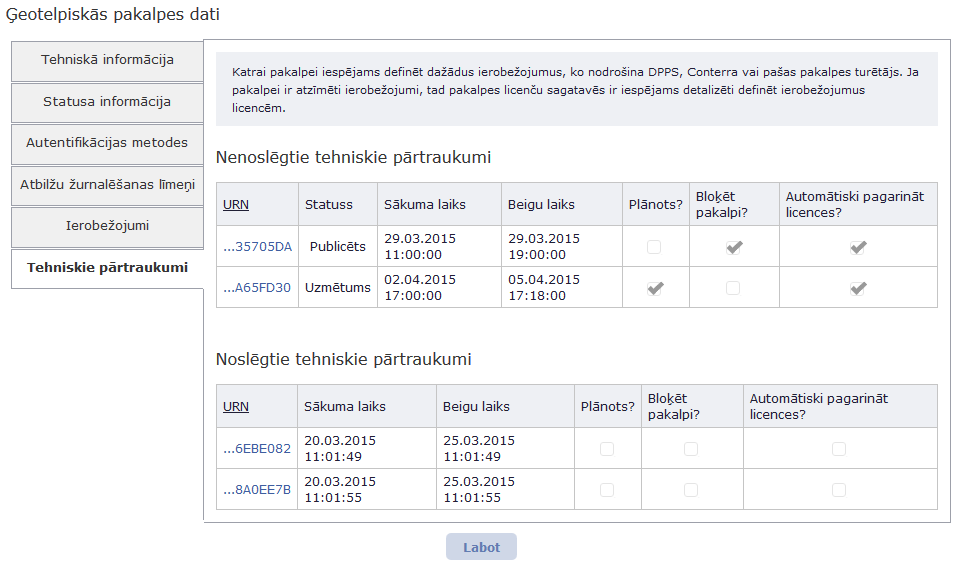 Ģeotelpiskās pakalpes dati
Tehniskā informācija
Statusa informācija
Autentifikācijas metodes
Atbilžu žurnalēšanas līmeņi
Ierobežojumi
Tehniskie pārtraukumi
Katrai pakalpei iespējams definēt dažādus ierobežojumus, ko nodrošina DPPS, Conterra vai pašas pakalpes turētājs. Ja
pakalpei ir atzīmēti ierobežojumi, tad pakalpes licenču sagatavēs ir iespējams detalizēti definēt ierobežojumus
licencēm.
Nenoslēgtie tehniskie pārtraukumi
URN Statuss Sākuma laiks Beigu laiks Plānots? Bloķēt pakalpi? Automātiski pagarināt licences?
...35705DA Publicēts 29.03.2015 11:00:00 29.03.2015 19:00:00
...A65FD30 Uzmētums 02.04.2015 17:00:00 05.04.2015 17:18:00
Noslēgtie tehniskie pārtraukumi
URN Sākuma laiks Beigu laiks Plānots? Bloķēt pakalpi? Automātiski pagarināt licences?
...6EBE082 20.03.2015 11:01:49 25.03.2015 11:01:49
...8A0EE7B 20.03.2015 11:01:55 25.03.2015 11:01:55
Labot